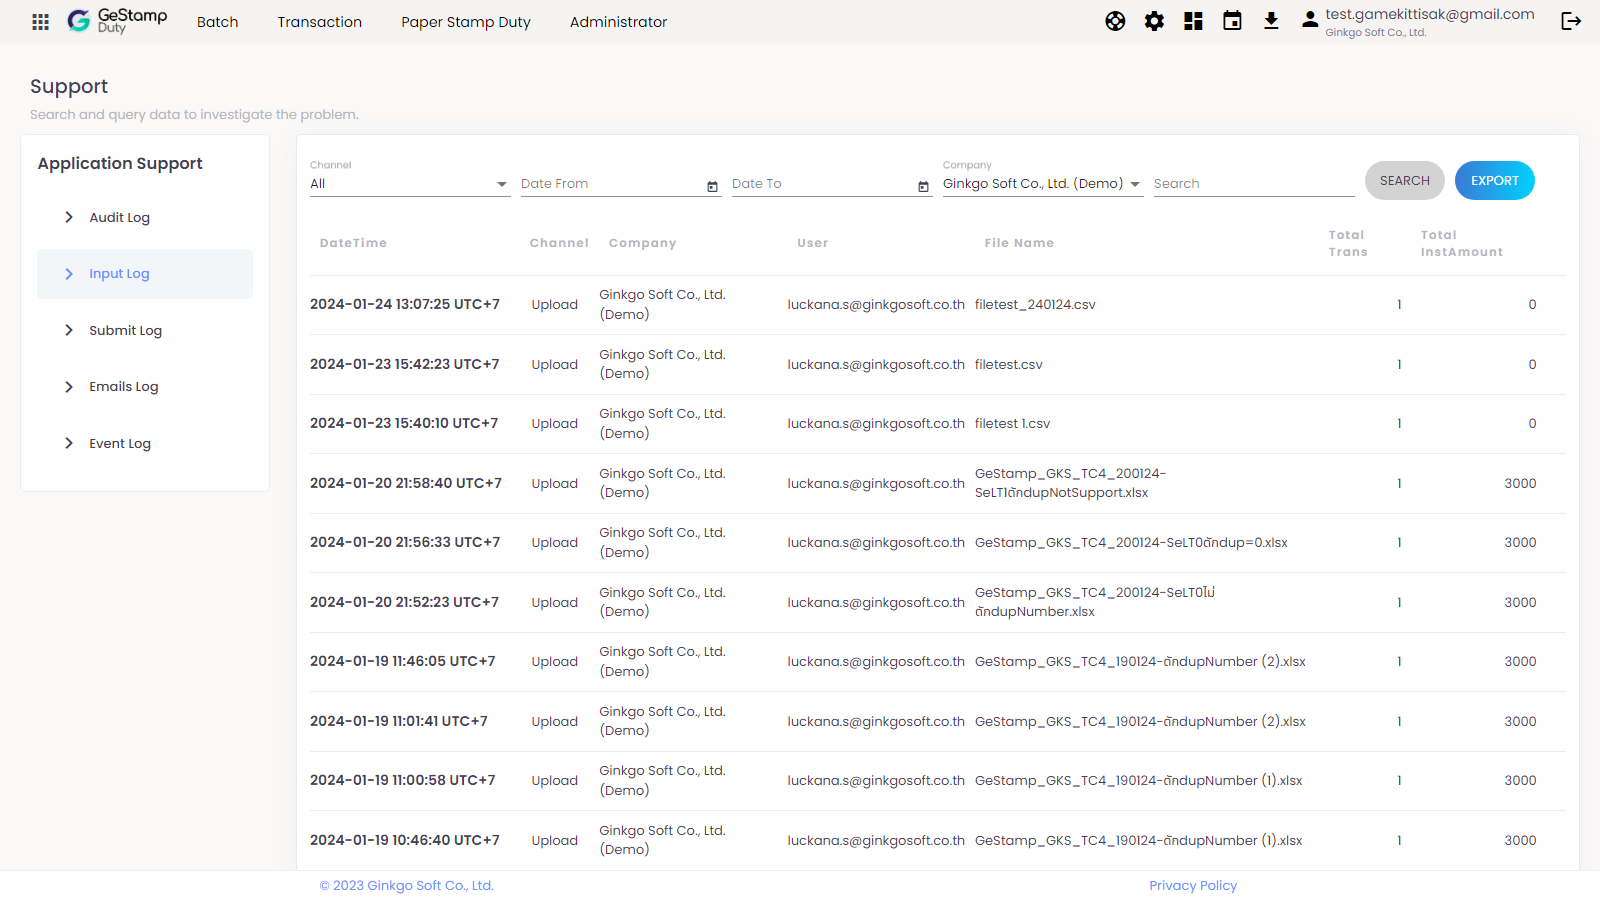 GeStamp
Duty
Batch
Transaction
Paper Stamp Duty
Administrator
test.gamekittisak@gmail.com
Ginkgo Soft Co., Ltd.
Support
Search and query data to investigate the problem.
Application Support
Audit Log
Input Log
Submit Log
Emails Log
Event Log
Channel
All
Date From
Date To
Company
Ginkgo Soft Co., Ltd. (Demo)
Search
SEARCH
EXPORT
DateTime
Channel
Company
User
File Name
Total
Trans
Total
InstAmount
2024-01-24 13:07:25 UTC+7
Upload
Ginkgo Soft Co., Ltd.
(Demo)
luckana.s@ginkgosoft.co.th
filetest_240124.csv
1
0
2024-01-23 15:42:23 UTC+7
Upload
Ginkgo Soft Co., Ltd.
(Demo)
luckana.s@ginkgosoft.co.th
filetest.csv
1
0
2024-01-23 15:40:10 UTC+7
Upload
Ginkgo Soft Co., Ltd.
(Demo)
luckana.s@ginkgosoft.co.th
filetest 1.csv
1
0
2024-01-20 21:58:40 UTC+7
Upload
Ginkgo Soft Co., Ltd.
(Demo)
luckana.s@ginkgosoft.co.th
GeStamp_GKS_TC4_200124-
SeLT1ดักdupNotSupport.xlsx
1
3000
2024-01-20 21:56:33 UTC+7
Upload
Ginkgo Soft Co., Ltd.
(Demo)
luckana.s@ginkgosoft.co.th
GeStamp_GKS_TC4_200124-SeLT0ดักdup=0.xlsx
1
3000
2024-01-20 21:52:23 UTC+7
Upload
Ginkgo Soft Co., Ltd.
(Demo)
luckana.s@ginkgosoft.co.th
GeStamp_GKS_TC4_200124-SeLT0ไม่
ดักdupNumber.xlsx
1
3000
2024-01-19 11:46:05 UTC+7
Upload
Ginkgo Soft Co., Ltd.
(Demo)
luckana.s@ginkgosoft.co.th
GeStamp_GKS_TC4_190124-ดักdupNumber (2).xlsx
1
3000
2024-01-19 11:01:41 UTC+7
Upload
Ginkgo Soft Co., Ltd.
(Demo)
luckana.s@ginkgosoft.co.th
GeStamp_GKS_TC4_190124-ดักdupNumber (2).xlsx
1
3000
2024-01-19 11:00:58 UTC+7
Upload
Ginkgo Soft Co., Ltd.
(Demo)
luckana.s@ginkgosoft.co.th
GeStamp_GKS_TC4_190124-ดักdupNumber (1).xlsx
1
3000
2024-01-19 10:46:40 UTC+7
Upload
Ginkgo Soft Co., Ltd.
(Demo)
luckana.s@ginkgosoft.co.th
GeStamp_GKS_TC4_190124-ดักdupNumber (1).xlsx
1
3000
© 2023 Ginkgo Soft Co., Ltd.
Privacy Policy